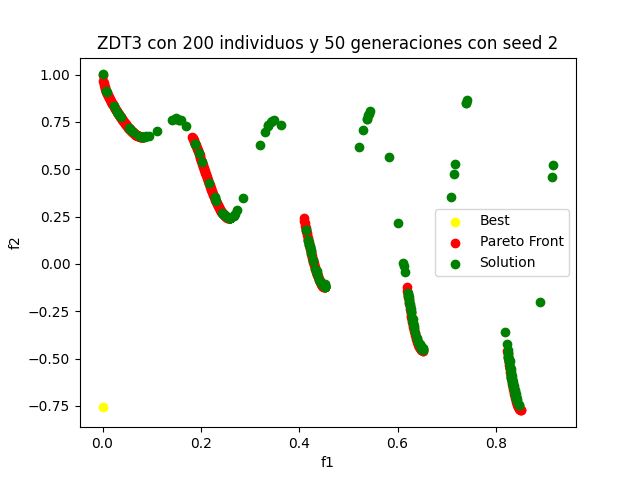 ZDT3 con 200 individuos y 50 generaciones con seed 2
f2
1.00
0.75
0.50
0.25
0.00
−0.25
−0.50
−0.75
Best
Pareto Front
Solution
0.0 0.2 0.4 0.6 0.8
f1